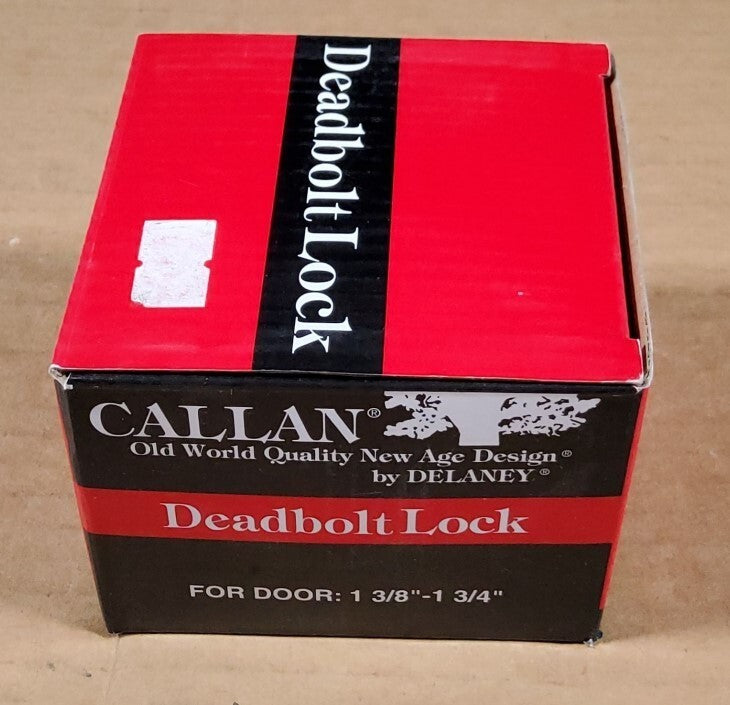 Deadbolt Lock
CALLAN®
Old World Quality New Age Design®
by DELANEY®
Deadbolt Lock
FOR DOOR: 1 3/8"-1 3/4"